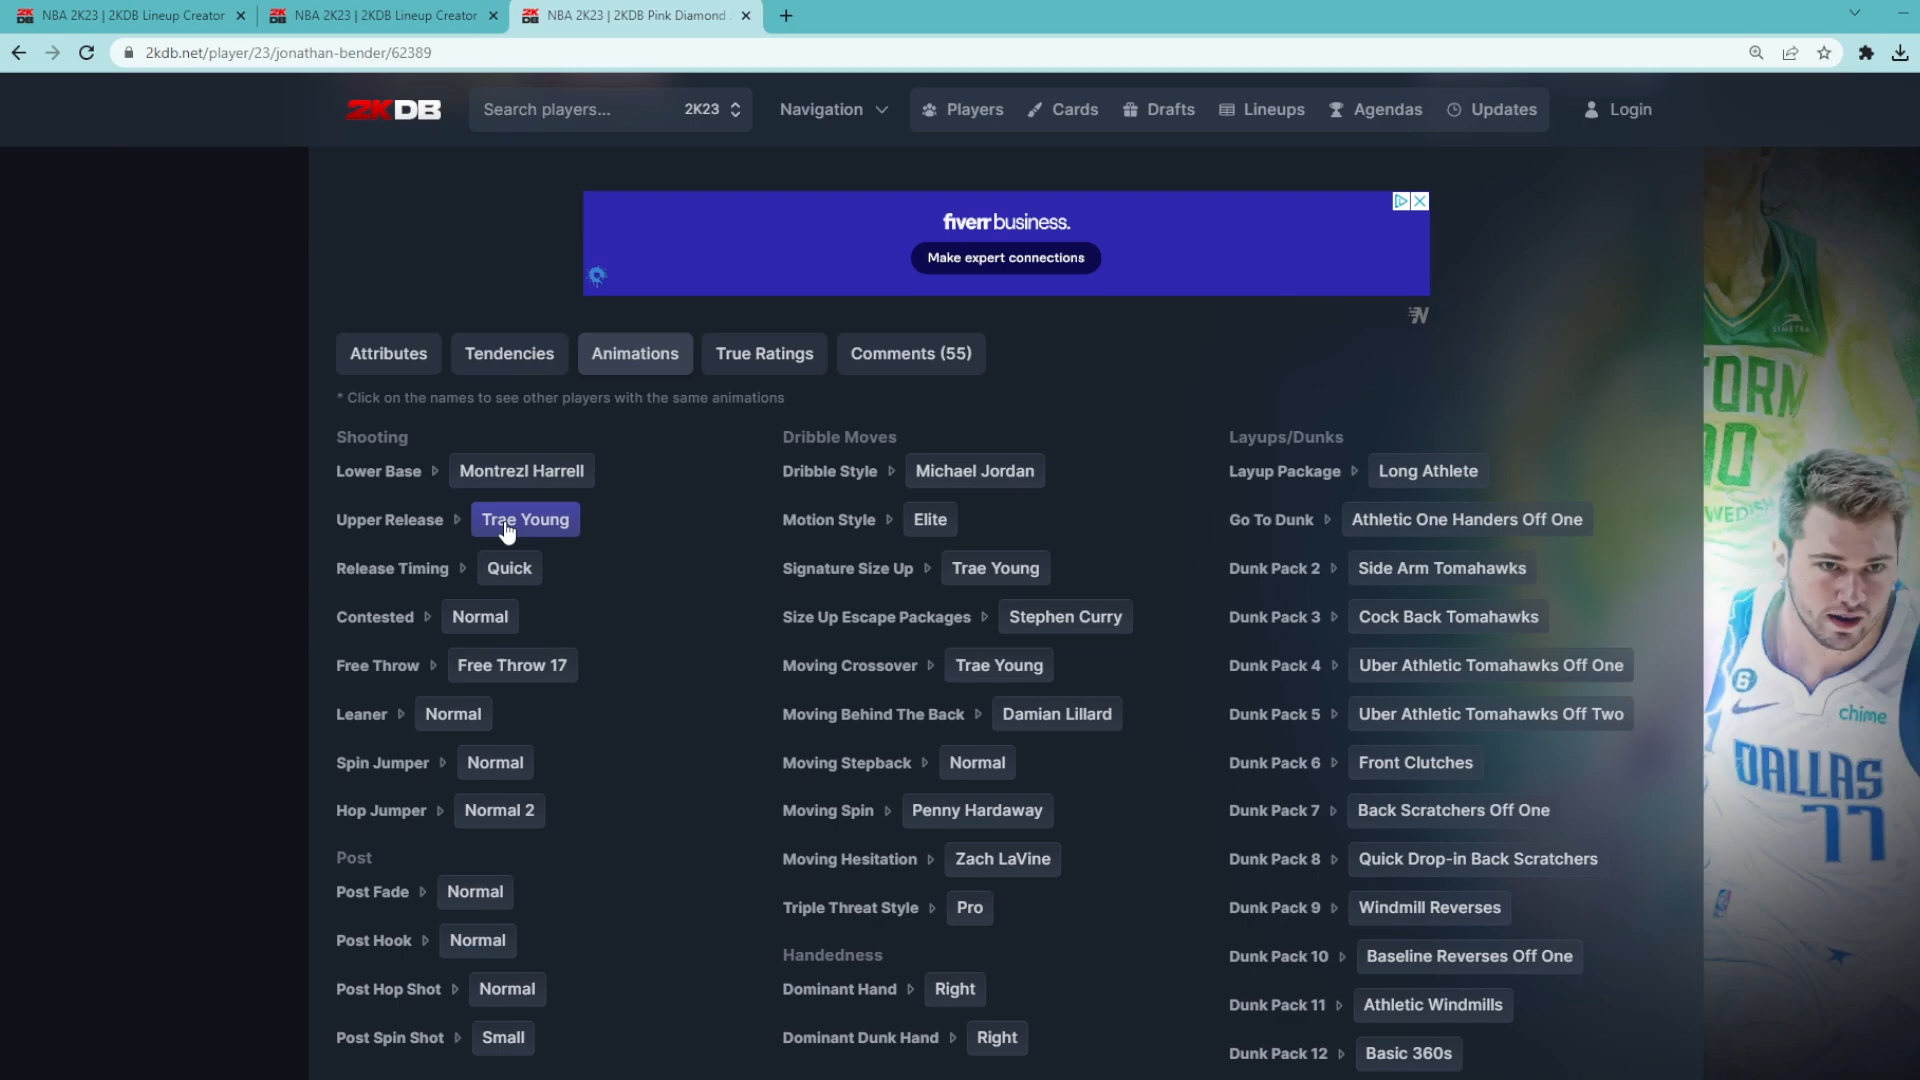 NBA 2K23 | 2KDB Lineup Creator
NBA 2K23 | 2KDB Lineup Creator
NBA 2K23 | 2KDB Pink Diamond
2kdb.net/player/23/jonathan-bender/62389
2KDB
Search players...
2K23
Navigation
Players
Cards
Drafts
Lineups
Agendas
Updates
Login
fiverr business.
Make expert connections
Attributes
Tendencies
Animations
True Ratings
Comments (55)
* Click on the names to see other players with the same animations
Shooting
Lower Base Montrezl Harrell
Upper Release Trae Young
Release Timing Quick
Contested Normal
Free Throw Free Throw 17
Leaner Normal
Spin Jumper Normal
Hop Jumper Normal 2
Post
Post Fade Normal
Post Hook Normal
Post Hop Shot Normal
Post Spin Shot Small
Dribble Moves
Dribble Style Michael Jordan
Motion Style Elite
Signature Size Up Trae Young
Size Up Escape Packages Stephen Curry
Moving Crossover Trae Young
Moving Behind The Back Damian Lillard
Moving Stepback Normal
Moving Spin Penny Hardaway
Moving Hesitation Zach LaVine
Triple Threat Style Pro
Handedness
Dominant Hand Right
Dominant Dunk Hand Right
Layups/Dunks
Layup Package Long Athlete
Go To Dunk Athletic One Handers Off One
Dunk Pack 2 Side Arm Tomahawks
Dunk Pack 3 Cock Back Tomahawks
Dunk Pack 4 Uber Athletic Tomahawks Off One
Dunk Pack 5 Uber Athletic Tomahawks Off Two
Dunk Pack 6 Front Clutches
Dunk Pack 7 Back Scratchers Off One
Dunk Pack 8 Quick Drop-in Back Scratchers
Dunk Pack 9 Windmill Reverses
Dunk Pack 10 Baseline Reverses Off One
Dunk Pack 11 Athletic Windmills
Dunk Pack 12 Basic 360s
SYMETRA
SWEDISH
6
chime
DALLAS
77